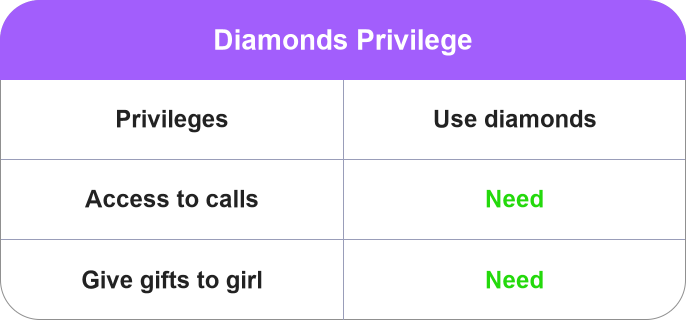 Diamonds Privilege
Privileges Use diamonds
Access to calls Need
Give gifts to girl Need